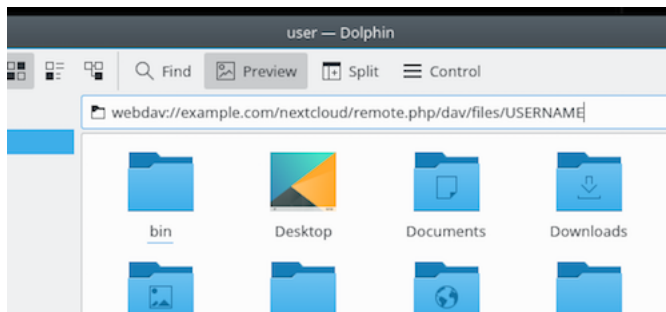 user — Dolphin
Find Preview Split Control
webdav://example.com/nextcloud/remote.php/dav/files/USERNAME
bin Desktop Documents Downloads